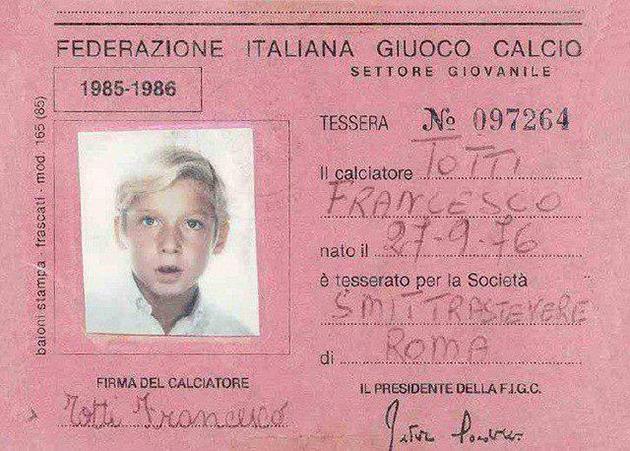 FEDERAZIONE ITALIANA GIUOCO CALCIO
SETTORE GIOVANILE
1985-1986
TESSERA № 097264
Il calciatore TOTTI
FRANCESCO
nato il 27-9-76
è tesserato per la Società
SMIT TRASTEVERE
di ROMA
FIRMA DEL CALCIATORE
Totti Francesco
IL PRESIDENTE DELLA F.I.G.C.
baioni stampa frascati - mod. 165 (85)